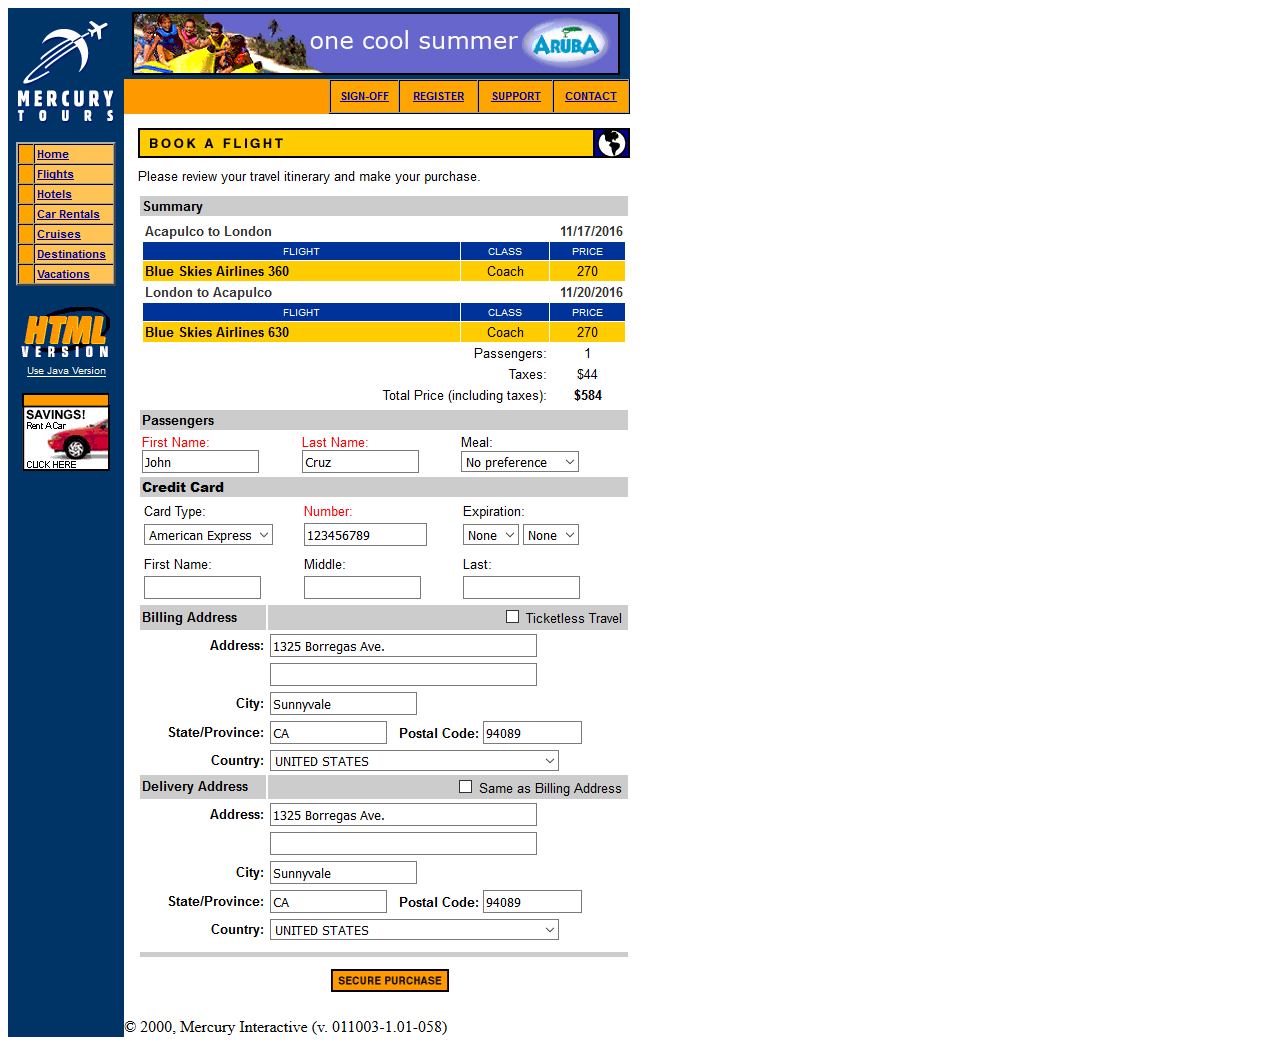 one cool summer ARUBA
MERCURY
TOURS
SIGN-OFF REGISTER SUPPORT CONTACT
Home
Flights
Hotels
Car Rentals
Cruises
Destinations
Vacations
HTML
VERSION
Use Java Version
SAVINGS!
Rent A Car
CLICK HERE
BOOK A FLIGHT
Please review your travel itinerary and make your purchase.
Summary
Acapulco to London 11/17/2016
FLIGHT CLASS PRICE
Blue Skies Airlines 360 Coach 270
London to Acapulco 11/20/2016
FLIGHT CLASS PRICE
Blue Skies Airlines 630 Coach 270
Passengers: 1
Taxes: $44
Total Price (including taxes): $584
Passengers
First Name: Last Name: Meal:
John Cruz No preference
Credit Card
Card Type: Number: Expiration:
American Express 123456789 None None
First Name: Middle: Last:
Billing Address Ticketless Travel
Address: 1325 Borregas Ave.
City: Sunnyvale
State/Province: CA Postal Code: 94089
Country: UNITED STATES
Delivery Address Same as Billing Address
Address: 1325 Borregas Ave.
City: Sunnyvale
State/Province: CA Postal Code: 94089
Country: UNITED STATES
SECURE PURCHASE
© 2000, Mercury Interactive (v. 011003-1.01-058)